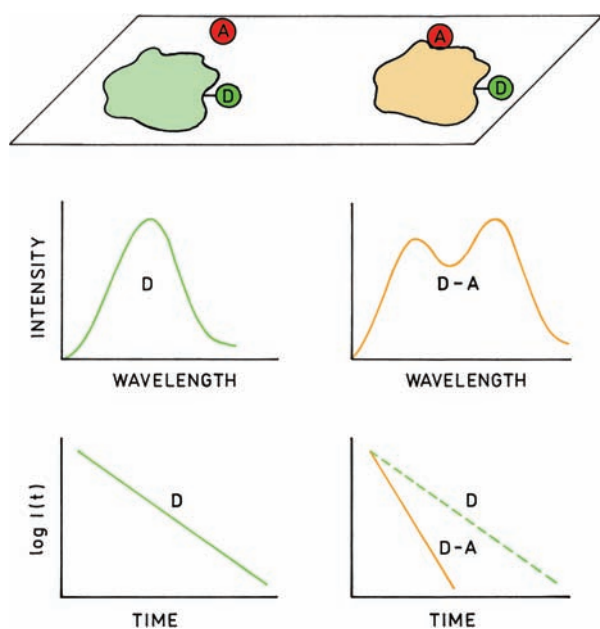 A
D
A
D
INTENSITY
D
WAVELENGTH
D-A
WAVELENGTH
log I(t)
D
TIME
D
D-A
TIME